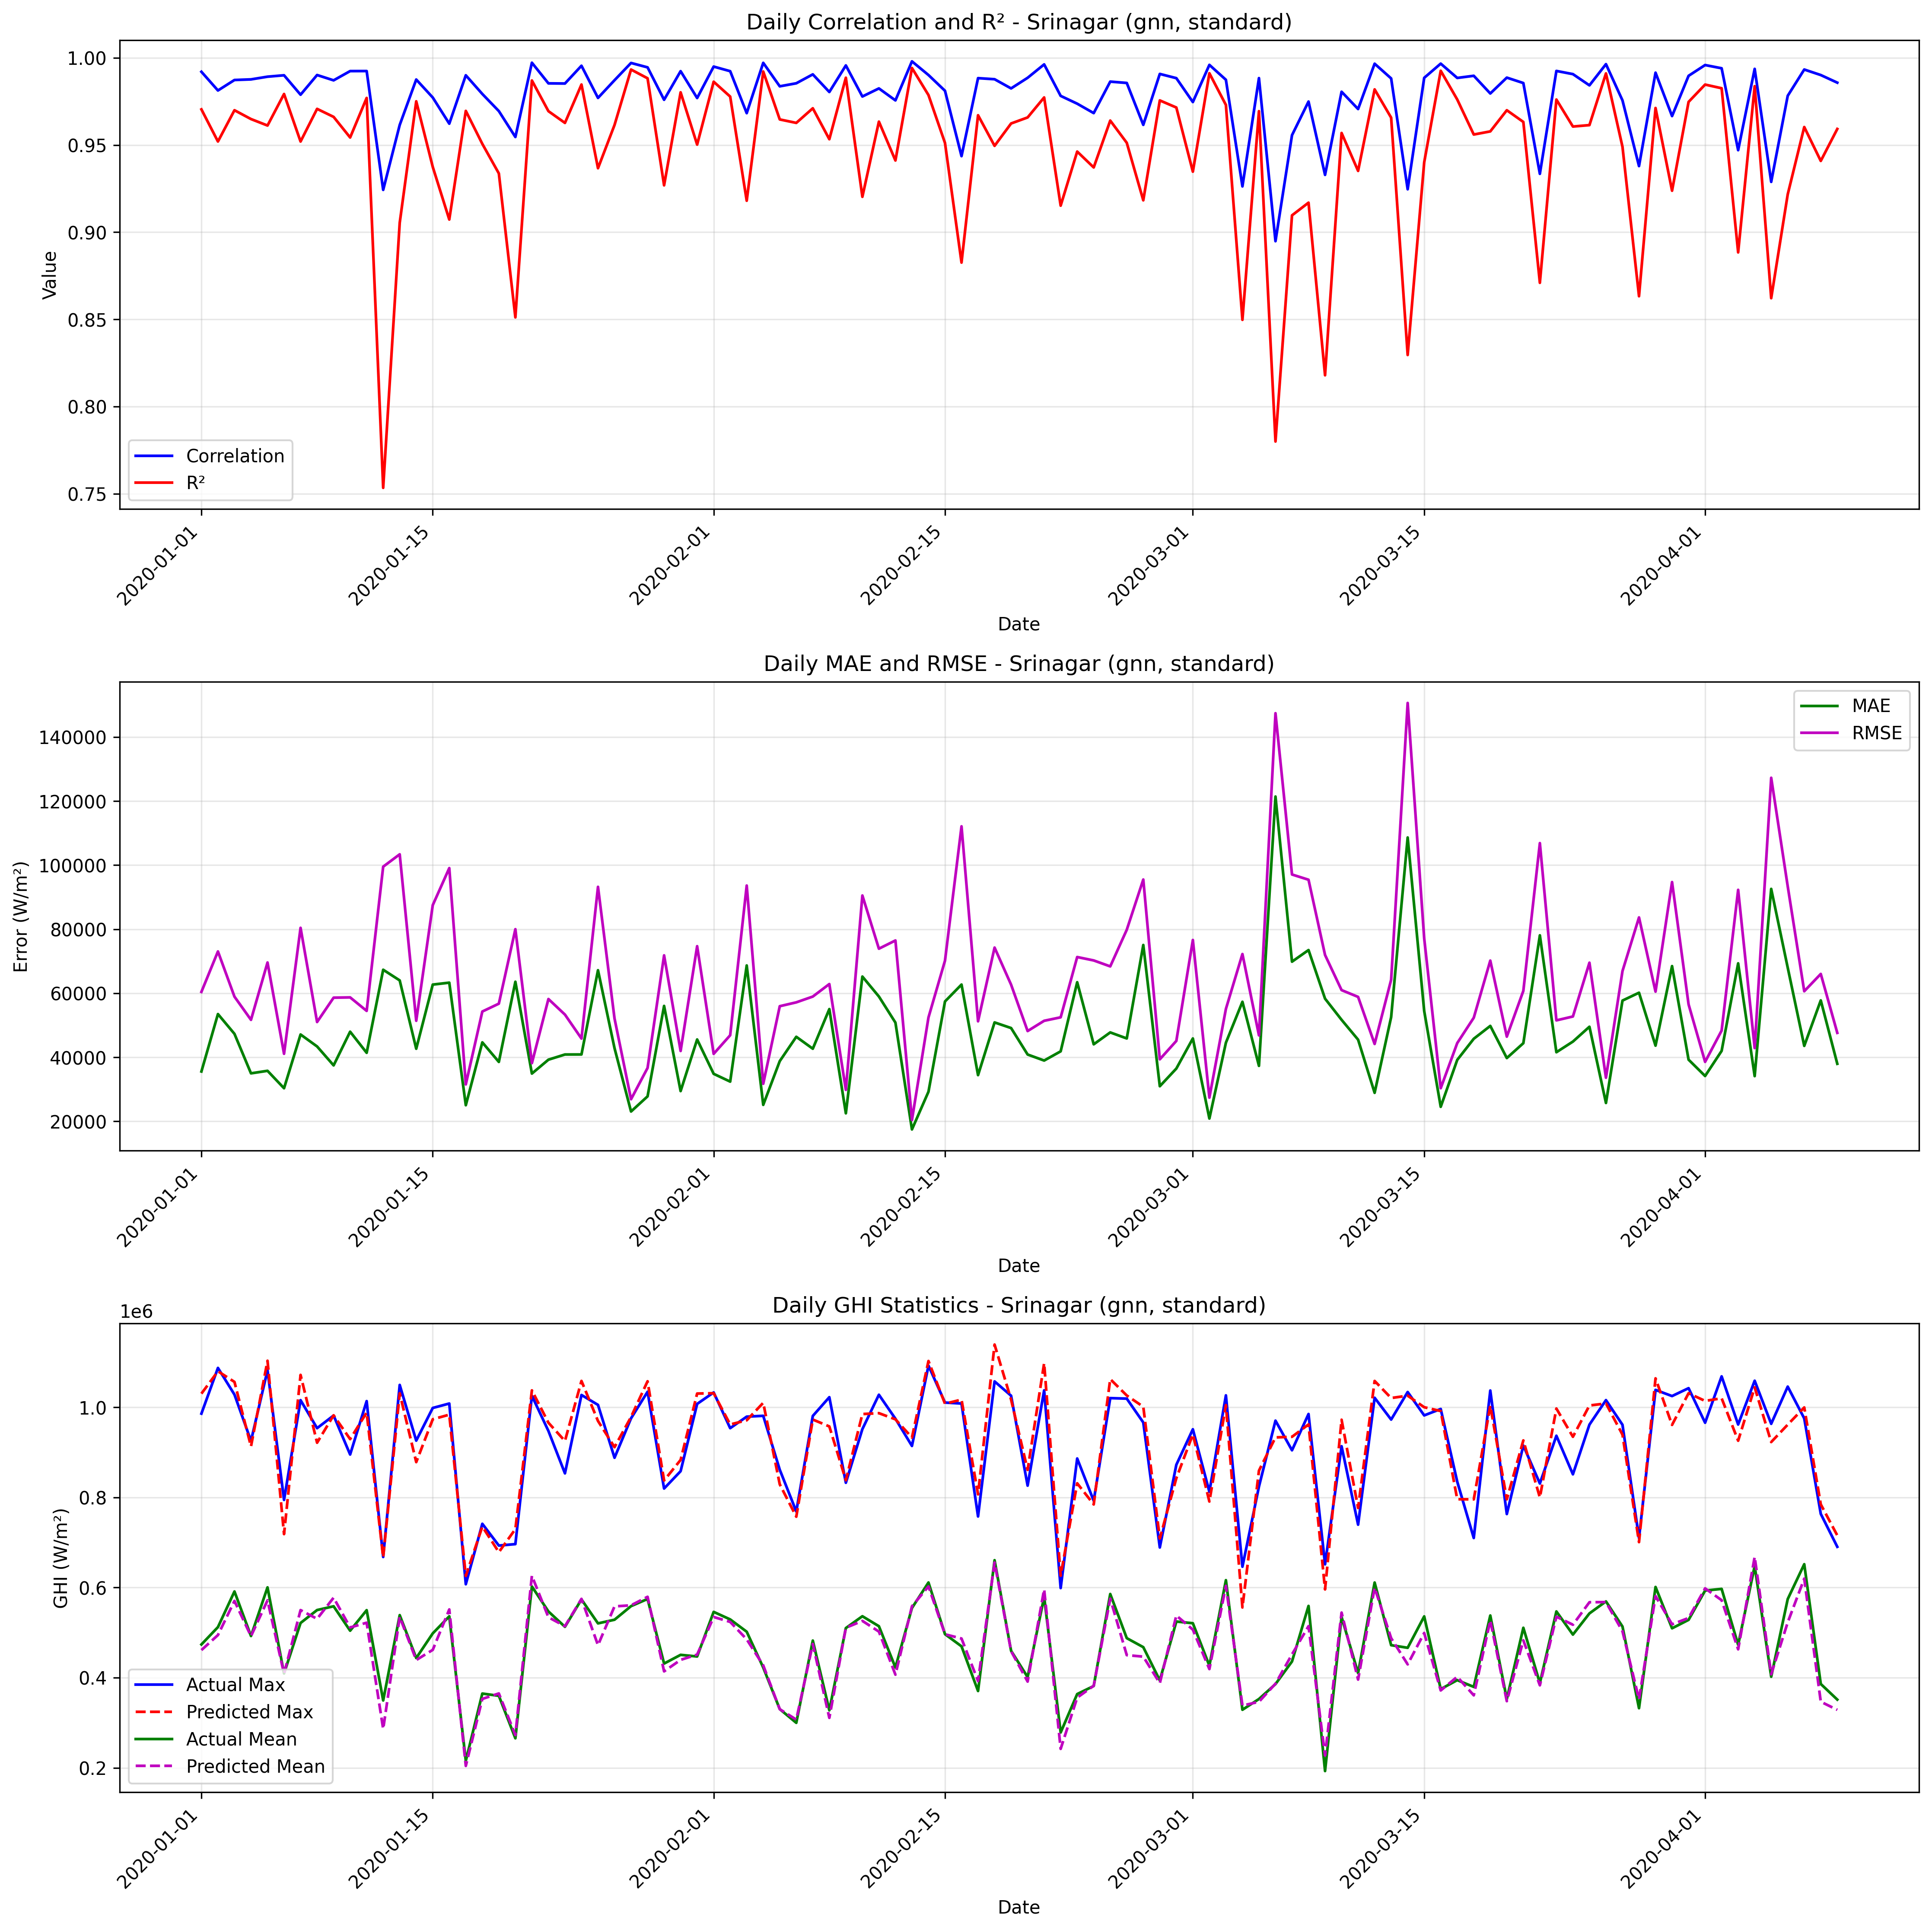 Daily Correlation and R² - Srinagar (gnn, standard)
1.00
0.95
0.90
0.85
0.80
0.75
Value
Correlation
R²
2020-01-01
2020-01-15
2020-02-01
2020-02-15
2020-03-01
2020-03-15
2020-04-01
Date
Daily MAE and RMSE - Srinagar (gnn, standard)
140000
120000
100000
80000
60000
40000
20000
Error (W/m²)
MAE
RMSE
2020-01-01
2020-01-15
2020-02-01
2020-02-15
2020-03-01
2020-03-15
2020-04-01
Date
Daily GHI Statistics - Srinagar (gnn, standard)
1e6
1.0
0.8
0.6
0.4
0.2
GHI (W/m²)
Actual Max
Predicted Max
Actual Mean
Predicted Mean
2020-01-01
2020-01-15
2020-02-01
2020-02-15
2020-03-01
2020-03-15
2020-04-01
Date